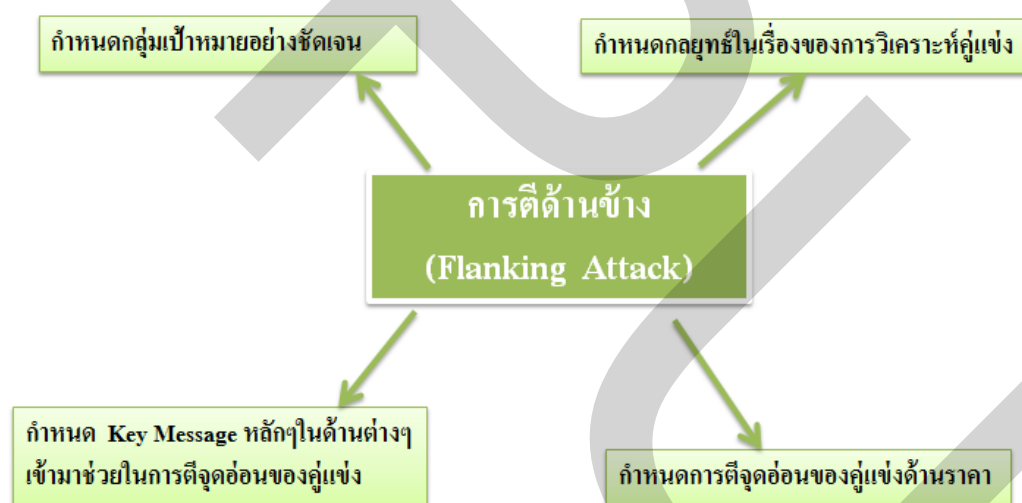 กำหนดกลุ่มเป้าหมายอย่างชัดเจน
กำหนดกลยุทธ์ในเรื่องของการวิเคราะห์คู่แข่ง
การตีด้านข้าง
(Flanking Attack)
กำหนด Key Message หลักๆในด้านต่างๆ
เข้ามาช่วยในการตีจุดอ่อนของคู่แข่ง
กำหนดการตีจุดอ่อนของคู่แข่งด้านราคา